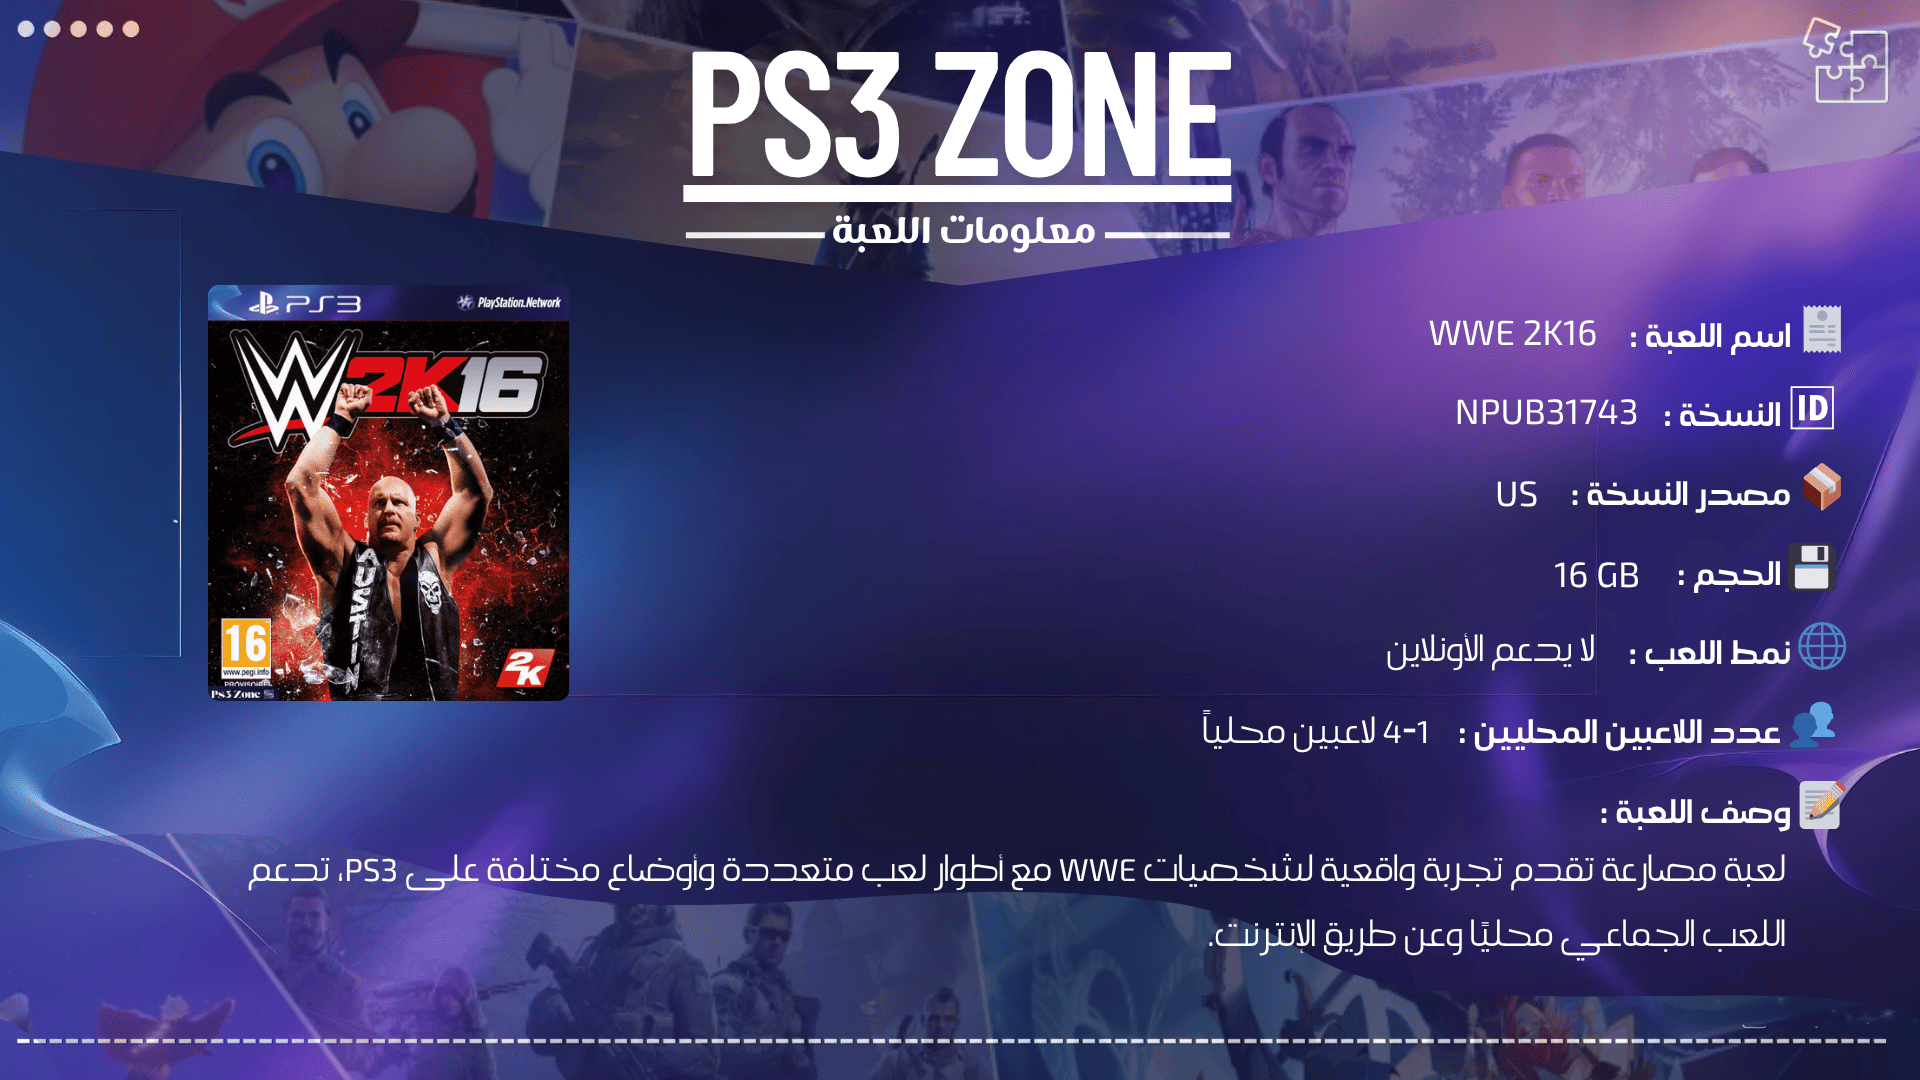 PS3 ZONE
معلومات اللعبة
PS3 PlayStation.Network
W 2K16
AUSTIN
16
www.pegi.info
PROVISOIRE
Ps3 Zone
2K
اسم اللعبة : WWE 2K16
ID النسخة : NPUB31743
مصدر النسخة : US
الحجم : 16 GB
نمط اللعب : لا يدعم الأونلاين
عدد اللاعبين المحليين : 1-4 لاعبين محلياً
وصف اللعبة :
لعبة مصارعة تقدم تجربة واقعية لشخصيات WWE مع أطوار لعب متعددة وأوضاع مختلفة على PS3، تدعم
اللعب الجماعي محليًا وعن طريق الإنترنت.